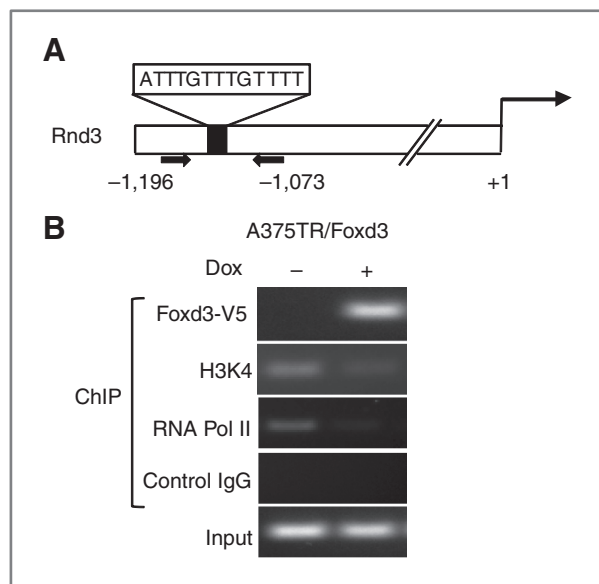 A
ATTTGTTTGTTTT
Rnd3
–1,196 –1,073 +1
B
A375TR/Foxd3
Dox – +
Foxd3-V5
H3K4
ChIP
RNA Pol II
Control IgG
Input